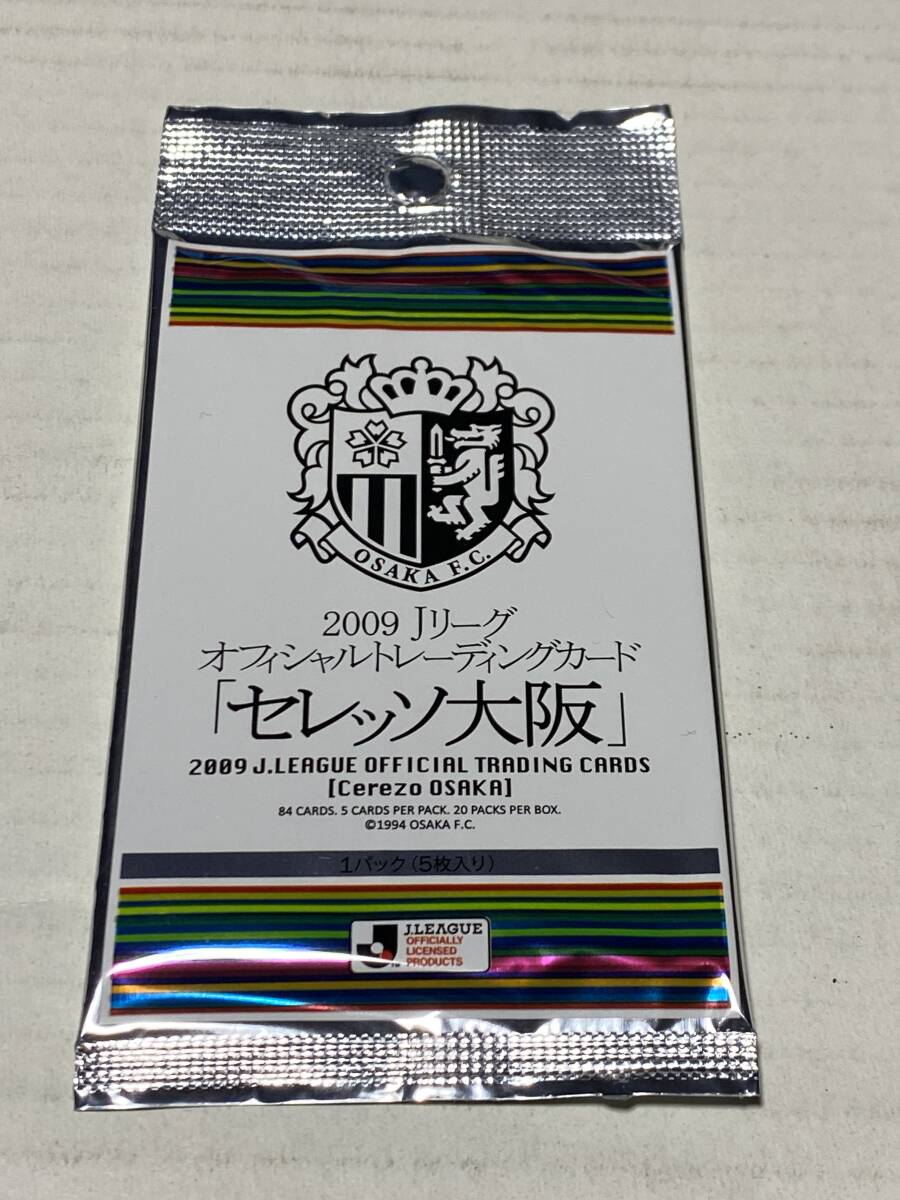 OSAKA F.C.
2009 Jリーグ
オフィシャルトレーディングカード
「セレッソ大阪」
2009 J.LEAGUE OFFICIAL TRADING CARDS
[Cerezo OSAKA]
84 CARDS. 5 CARDS PER PACK. 20 PACKS PER BOX.
©1994 OSAKA F.C.
1パック(5枚入り)
J.LEAGUE
OFFICIALLY
LICENSED
PRODUCTS